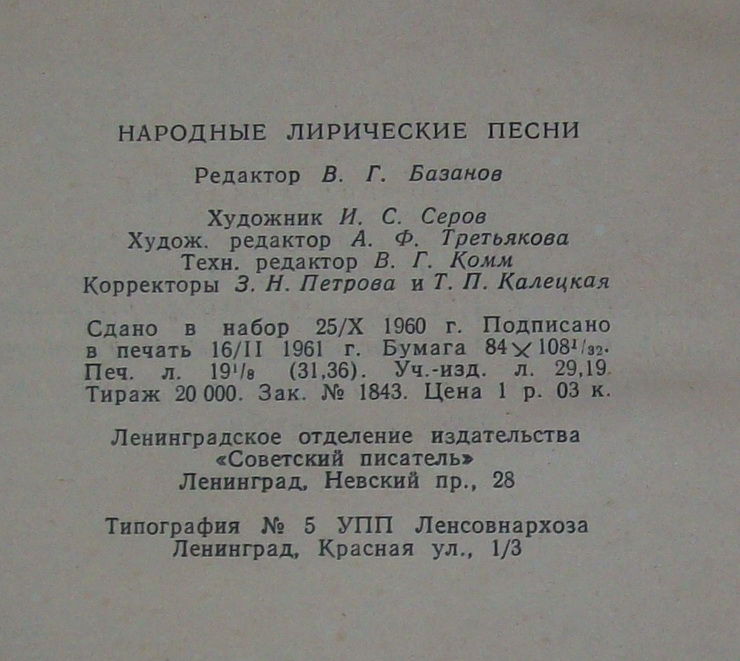 НАРОДНЫЕ ЛИРИЧЕСКИЕ ПЕСНИ
Редактор В. Г. Базанов
Художник И. С. Серов
Худож. редактор А. Ф. Третьякова
Техн. редактор В. Г. Комм
Корректоры З. Н. Петрова и Т. П. Калецкая
Сдано в набор 25/X 1960 г. Подписано
в печать 16/II 1961 г. Бумага 84×108¹/₃₂.
Печ. л. 19¹/₈ (31,36). Уч.-изд. л. 29,19.
Тираж 20 000. Зак. № 1843. Цена 1 р. 03 к.
Ленинградское отделение издательства
«Советский писатель»
Ленинград, Невский пр., 28
Типография № 5 УПП Ленсовнархоза
Ленинград, Красная ул., 1/3